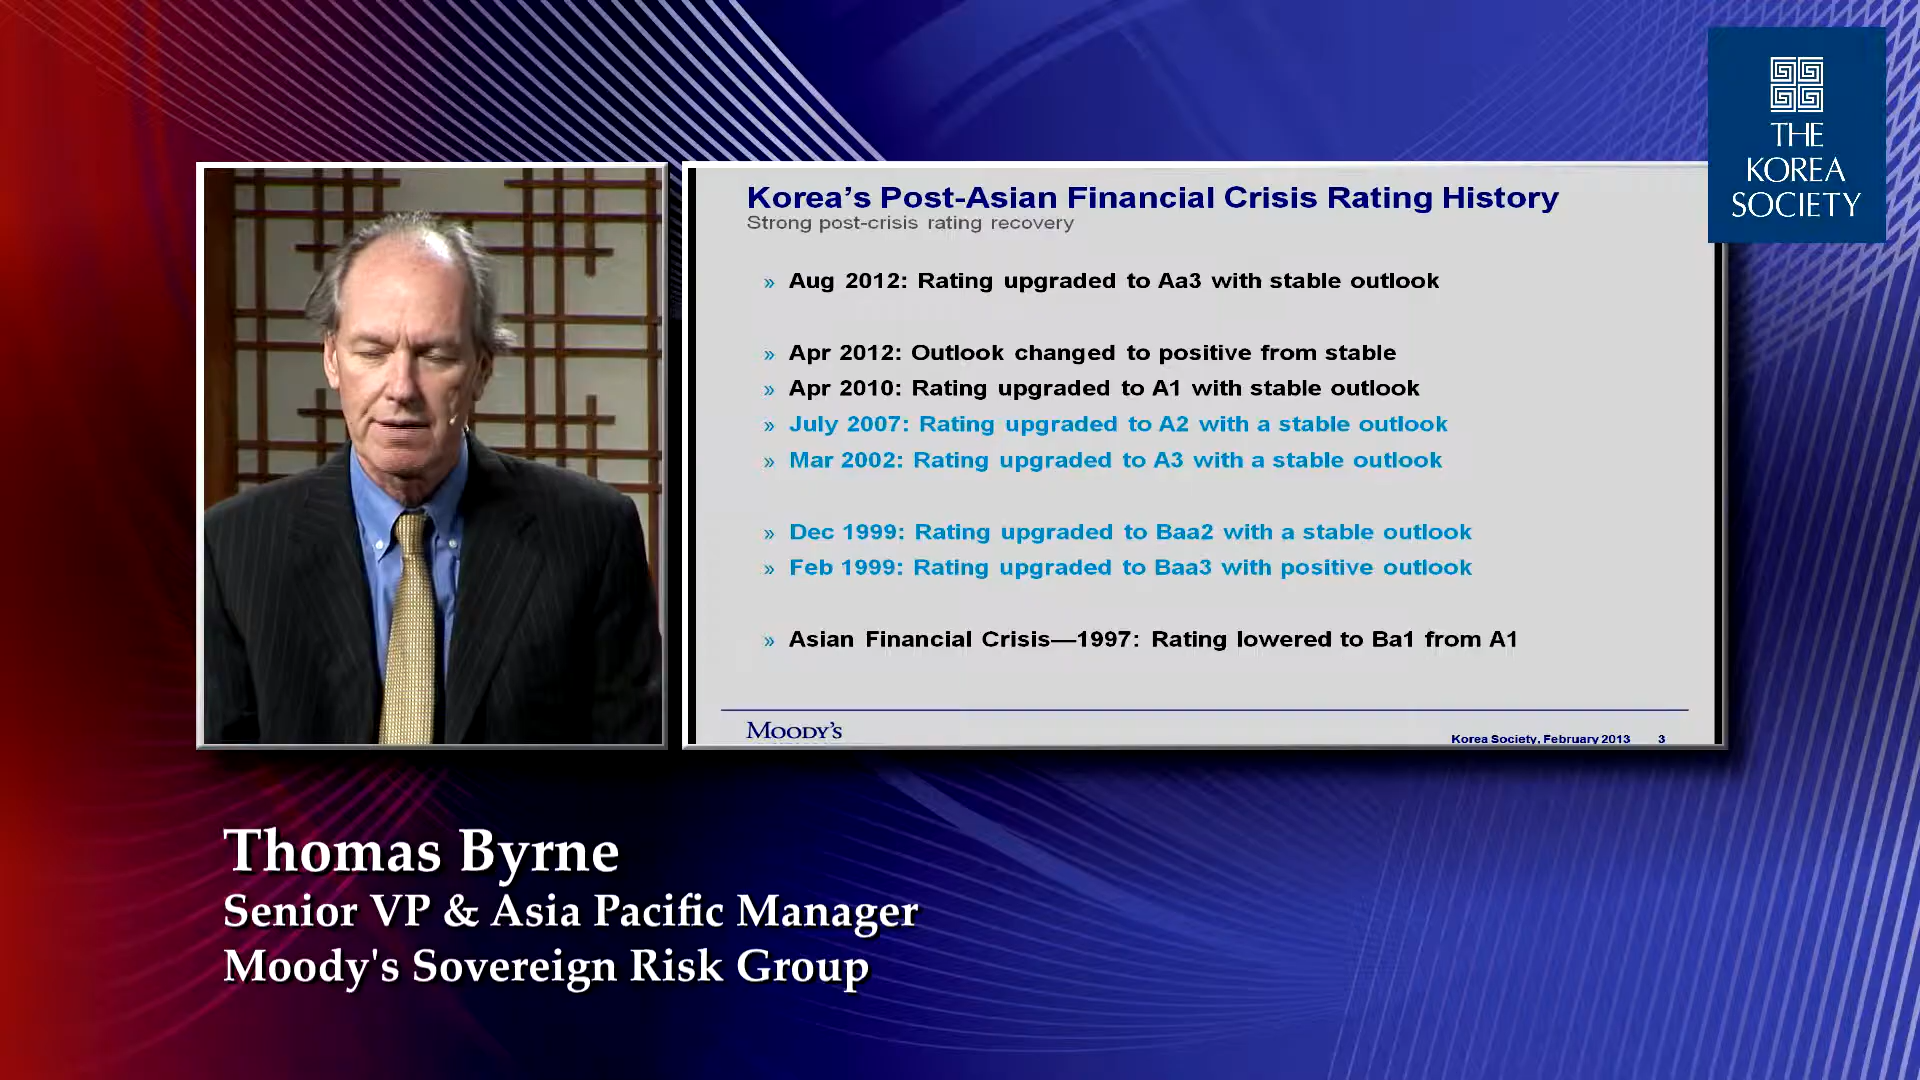 THE
KOREA
SOCIETY
Korea’s Post-Asian Financial Crisis Rating History
Strong post-crisis rating recovery
» Aug 2012: Rating upgraded to Aa3 with stable outlook
» Apr 2012: Outlook changed to positive from stable
» Apr 2010: Rating upgraded to A1 with stable outlook
» July 2007: Rating upgraded to A2 with a stable outlook
» Mar 2002: Rating upgraded to A3 with a stable outlook
» Dec 1999: Rating upgraded to Baa2 with a stable outlook
» Feb 1999: Rating upgraded to Baa3 with positive outlook
» Asian Financial Crisis—1997: Rating lowered to Ba1 from A1
MOODY’S
Korea Society, February 2013 3
Thomas Byrne
Senior VP & Asia Pacific Manager
Moody's Sovereign Risk Group